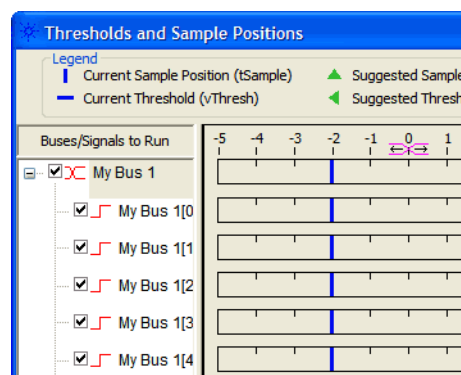 Thresholds and Sample Positions
Legend
Current Sample Position (tSample)
Suggested Sample
Current Threshold (vThresh)
Suggested Thresh
Buses/Signals to Run
-5 -4 -3 -2 -1 0 1
My Bus 1
My Bus 1[0
My Bus 1[1
My Bus 1[2
My Bus 1[3
My Bus 1[4